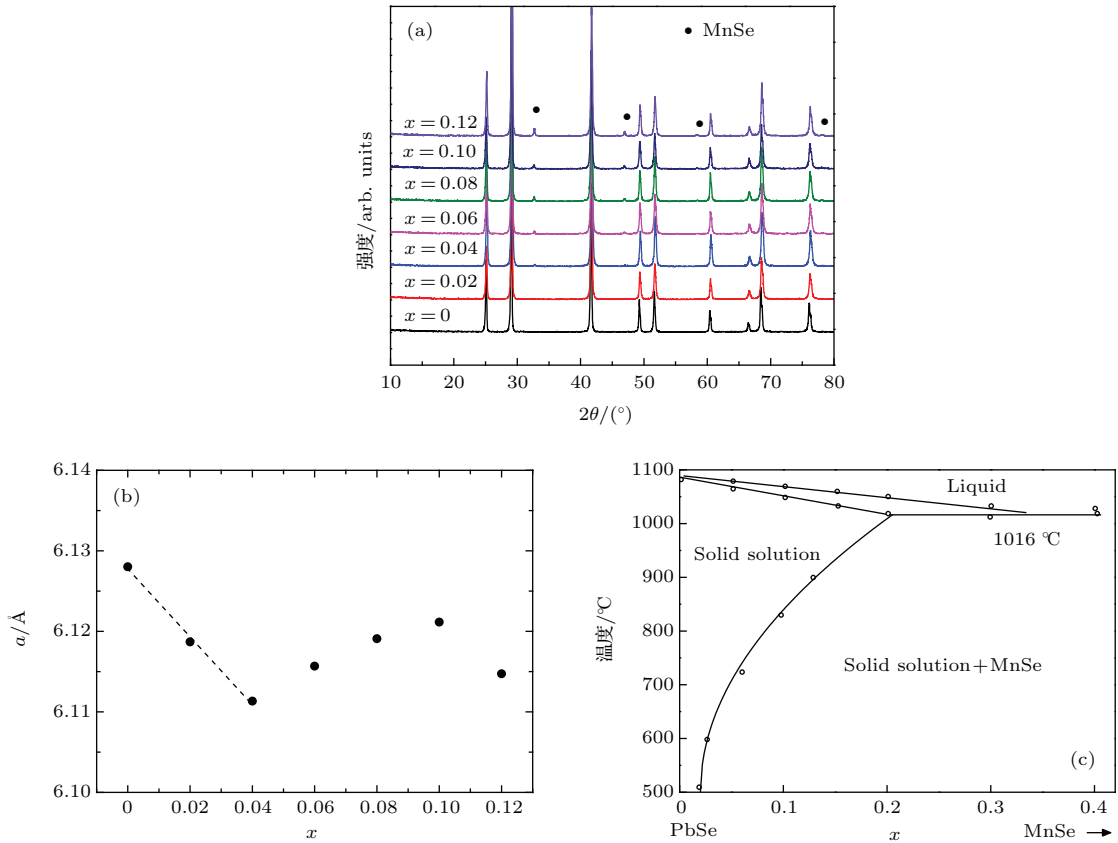 (a)
● MnSe
x=0.12
x=0.10
x=0.08
x=0.06
x=0.04
x=0.02
x=0
强度/arb. units
10 20 30 40 50 60 70 80
2θ/(°)
(b)
6.14
6.13
6.12
6.11
6.10
a/Å
0 0.02 0.04 0.06 0.08 0.10 0.12
x
1100
1000
900
800
700
600
500
温度/℃
Liquid
1016 ℃
Solid solution
Solid solution+MnSe
(c)
0 0.1 0.2 0.3 0.4
PbSe x MnSe →